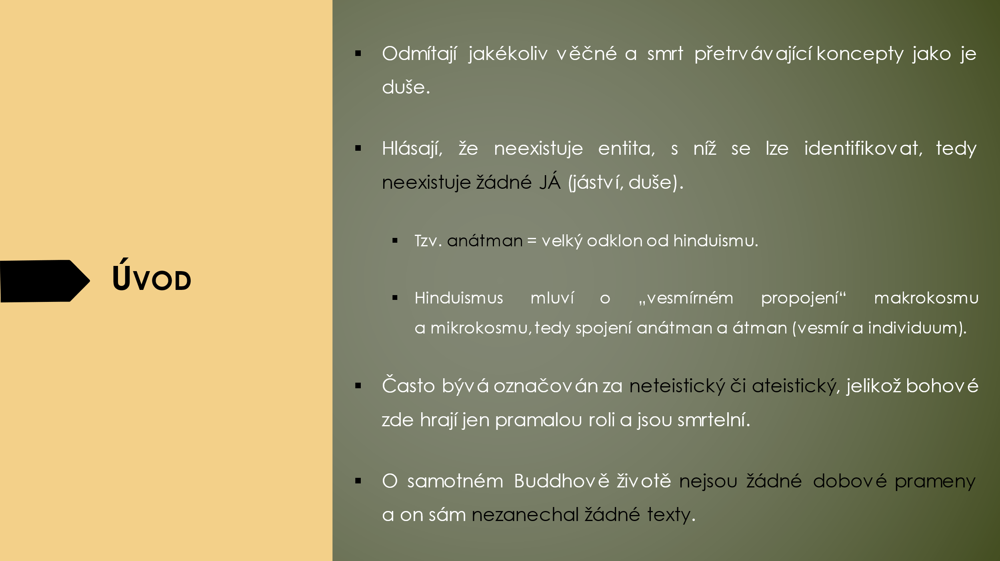 Úvod
▪ Odmítají jakékoliv věčné a smrt přetrvávající koncepty jako je
duše.
▪ Hlásají, že neexistuje entita, s níž se lze identifikovat, tedy
neexistuje žádné JÁ (jáství, duše).
▪ Tzv. anátman = velký odklon od hinduismu.
▪ Hinduismus mluví o „vesmírném propojení“ makrokosmu
a mikrokosmu, tedy spojení anátman a átman (vesmír a individuum).
▪ Často bývá označován za neteistický či ateistický, jelikož bohové
zde hrají jen pramalou roli a jsou smrtelní.
▪ O samotném Buddhově životě nejsou žádné dobové prameny
a on sám nezanechal žádné texty.